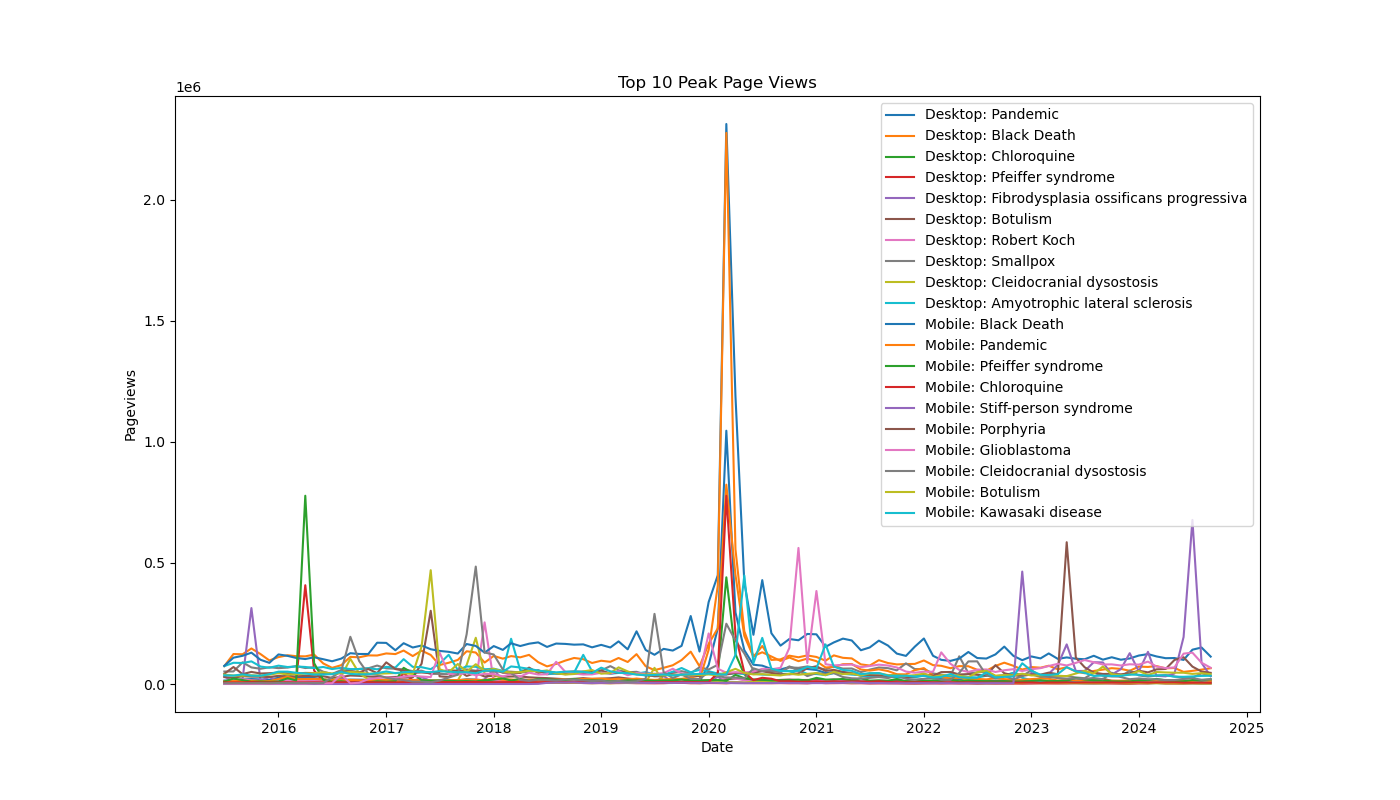 Top 10 Peak Page Views
1e6
Desktop: Pandemic
Desktop: Black Death
Desktop: Chloroquine
Desktop: Pfeiffer syndrome
Desktop: Fibrodysplasia ossificans progressiva
Desktop: Botulism
Desktop: Robert Koch
Desktop: Smallpox
Desktop: Cleidocranial dysostosis
Desktop: Amyotrophic lateral sclerosis
Mobile: Black Death
Mobile: Pandemic
Mobile: Pfeiffer syndrome
Mobile: Chloroquine
Mobile: Stiff-person syndrome
Mobile: Porphyria
Mobile: Glioblastoma
Mobile: Cleidocranial dysostosis
Mobile: Botulism
Mobile: Kawasaki disease
2.0
1.5
1.0
0.5
0.0
Pageviews
2016 2017 2018 2019 2020 2021 2022 2023 2024 2025
Date